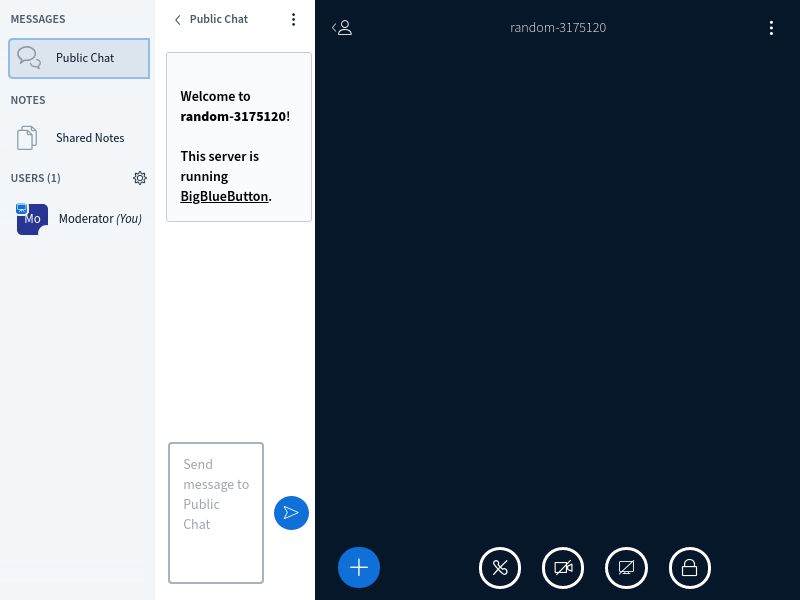 MESSAGES
Public Chat
NOTES
Shared Notes
USERS (1)
Mo
Moderator (You)
Public Chat
Welcome to
random-3175120!
This server is
running
BigBlueButton.
Send
message to
Public
Chat
random-3175120